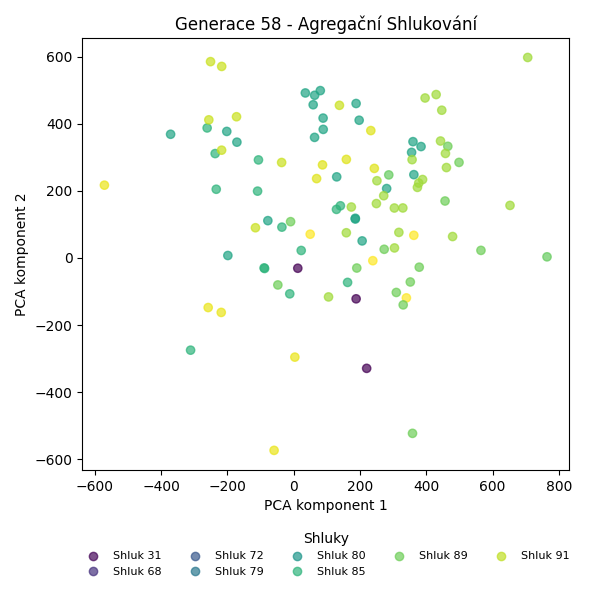 Generace 58 - Agregační Shlukování
PCA komponent 2
600
400
200
0
−200
−400
−600
−600 −400 −200 0 200 400 600 800
PCA komponent 1
Shluky
Shluk 31 Shluk 72 Shluk 80 Shluk 89 Shluk 91
Shluk 68 Shluk 79 Shluk 85